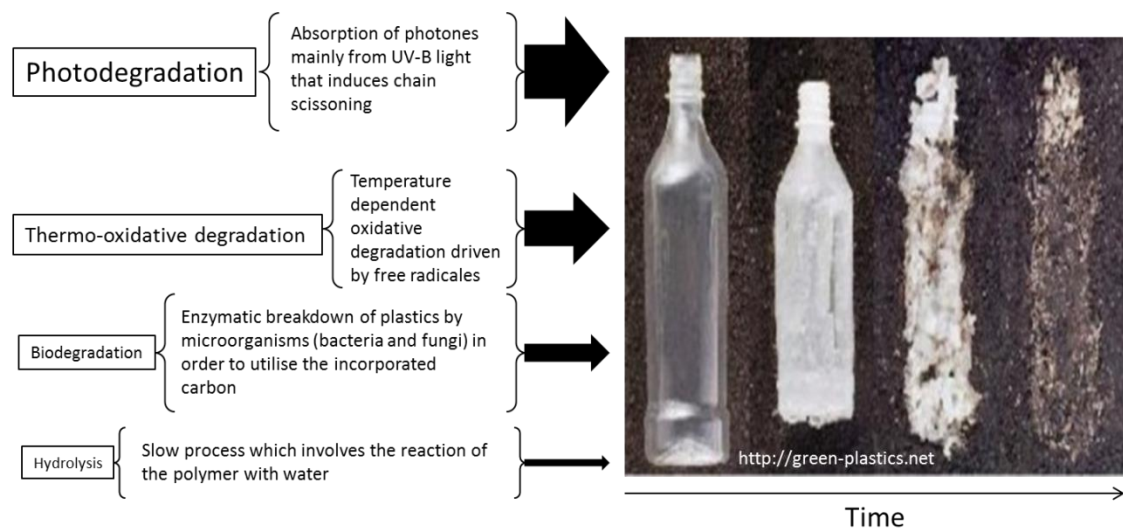 Photodegradation
Absorption of photones
mainly from UV-B light
that induces chain
scissoning
Thermo-oxidative degradation
Temperature
dependent
oxidative
degradation driven
by free radicales
Biodegradation
Enzymatic breakdown of plastics by
microorganisms (bacteria and fungi) in
order to utilise the incorporated
carbon
Hydrolysis
Slow process which involves the reaction of
the polymer with water
http://green-plastics.net
Time